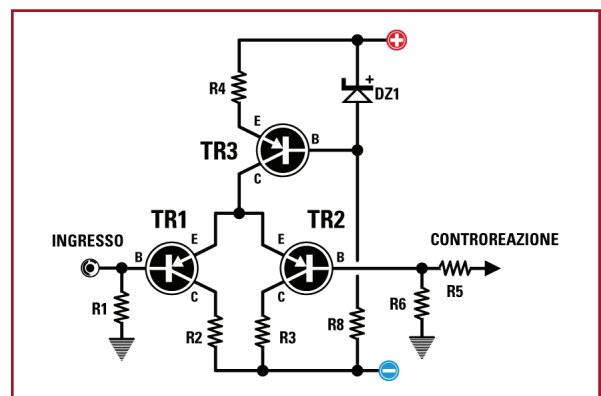 +
R4
E
+
DZ1
TR3
B
C
TR1
TR2
INGRESSO
E
E
CONTROREAZIONE
B
B
R1
C
C
R5
R2
R3
R8
R6
−